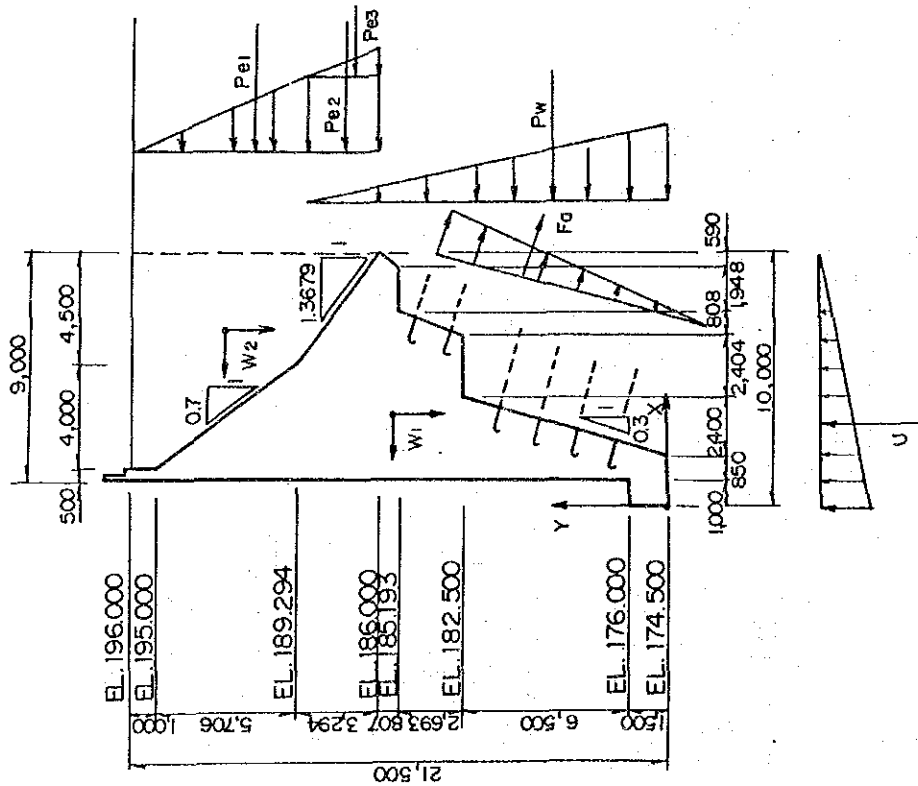 9,000
500
4,000
4,500
0.7
1
1.3679
1
W2
W1
Pe1
Pe2
Pe3
Pw
Fa
EL.196.000
EL.195.000
EL.189.294
EL.186.000
EL.185.193
EL.182.500
EL.176.000
EL.174.500
1,000
5,706
3,294
807
2,693
6,500
1,500
21,500
Y
X
1
0.3
1,000
850
2400
2,404
808
1,948
590
10,000
U